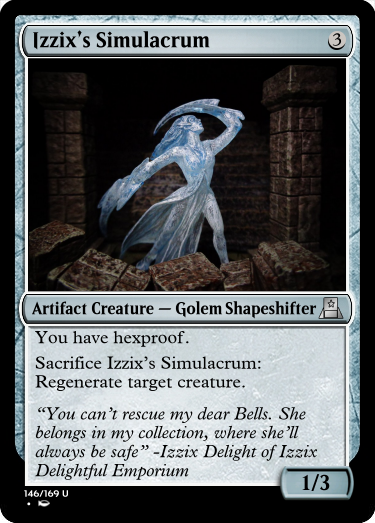 Izzix's Simulacrum 3
Artifact Creature — Golem Shapeshifter
You have hexproof.
Sacrifice Izzix's Simulacrum:
Regenerate target creature.
"You can't rescue my dear Bells. She
belongs in my collection, where she'll
always be safe" -Izzix Delight of Izzix
Delightful Emporium
1/3
146/169 U